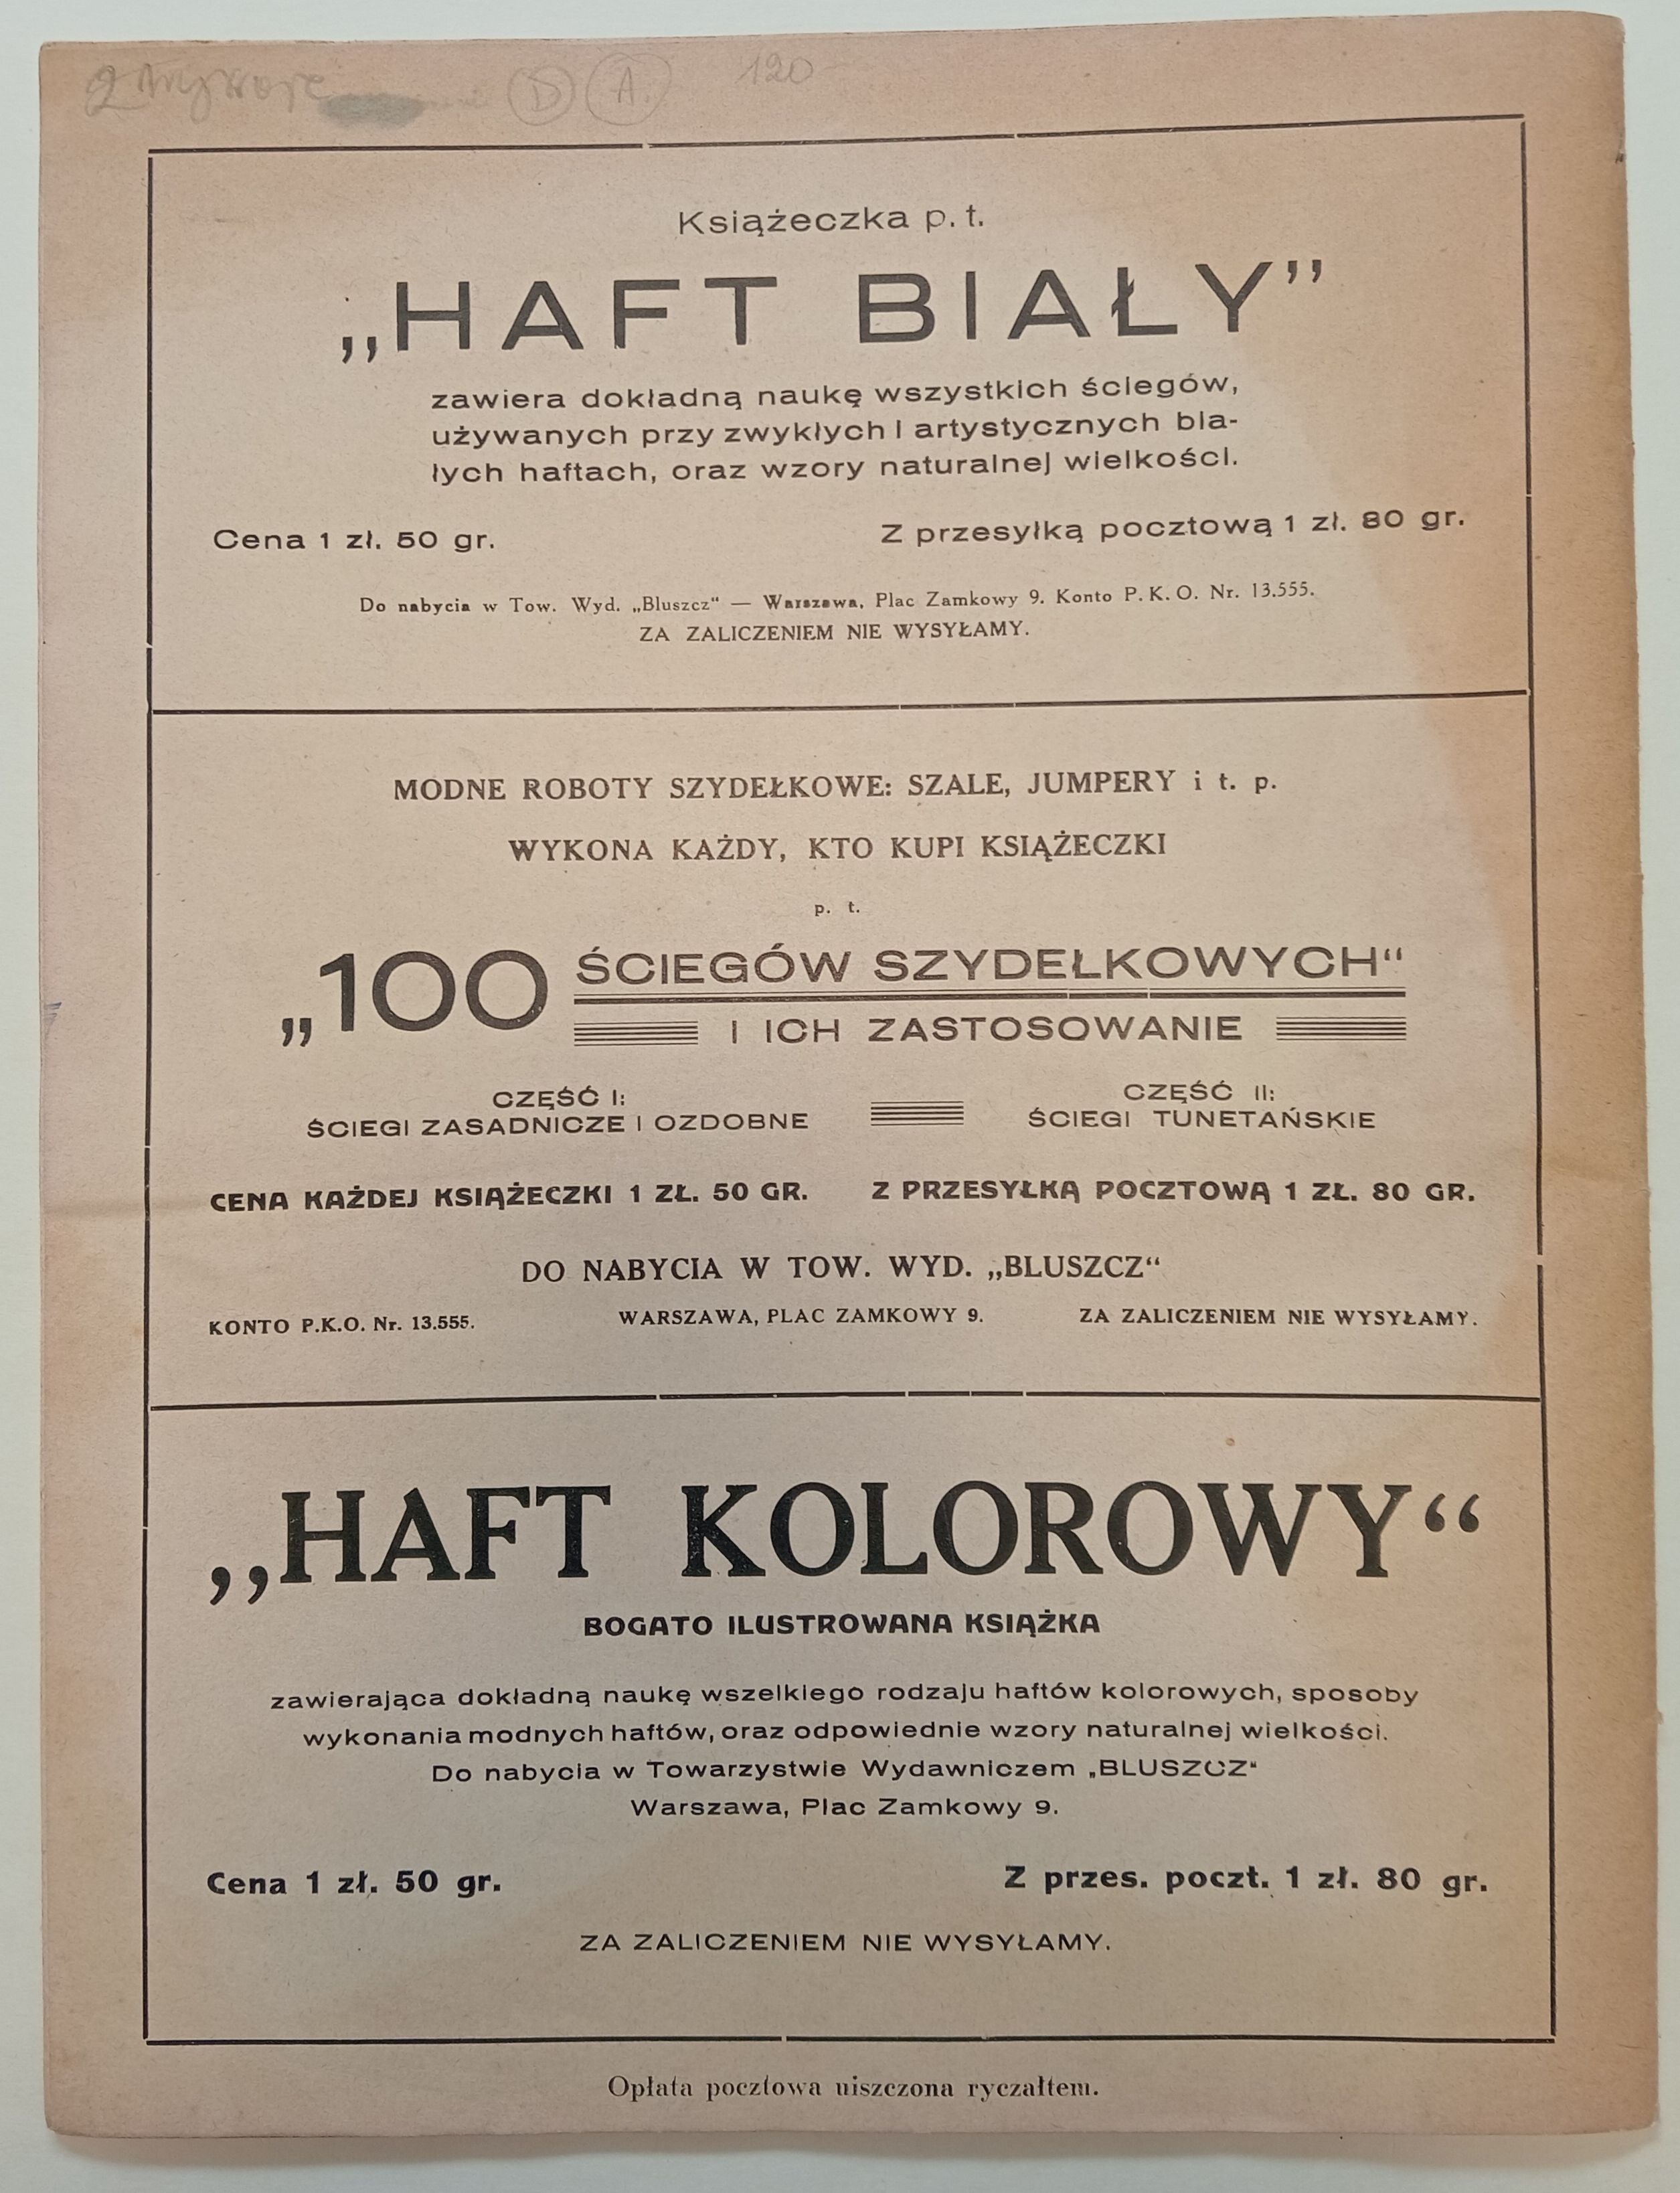 D A. 120
Książeczka p. t.
„HAFT BIAŁY”
zawiera dokładną naukę wszystkich ściegów,
używanych przy zwykłych i artystycznych bia-
łych haftach, oraz wzory naturalnej wielkości.
Cena 1 zł. 50 gr. Z przesyłką pocztową 1 zł. 80 gr.
Do nabycia w Tow. Wyd. „Bluszcz“ — Warszawa, Plac Zamkowy 9. Konto P. K. O. Nr. 13.555.
ZA ZALICZENIEM NIE WYSYŁAMY.
MODNE ROBOTY SZYDEŁKOWE: SZALE, JUMPERY i t. p.
WYKONA KAŻDY, KTO KUPI KSIĄŻECZKI
p. t.
„100 ŚCIEGÓW SZYDEŁKOWYCH“
I ICH ZASTOSOWANIE
CZĘŚĆ I:
ŚCIEGI ZASADNICZE I OZDOBNE
CZĘŚĆ II:
ŚCIEGI TUNETAŃSKIE
CENA KAŻDEJ KSIĄŻECZKI 1 ZŁ. 50 GR. Z PRZESYŁKĄ POCZTOWĄ 1 ZŁ. 80 GR.
DO NABYCIA W TOW. WYD. „BLUSZCZ“
KONTO P.K.O. Nr. 13.555. WARSZAWA, PLAC ZAMKOWY 9. ZA ZALICZENIEM NIE WYSYŁAMY.
„HAFT KOLOROWY“
BOGATO ILUSTROWANA KSIĄŻKA
zawierająca dokładną naukę wszelkiego rodzaju haftów kolorowych, sposoby
wykonania modnych haftów, oraz odpowiednie wzory naturalnej wielkości.
Do nabycia w Towarzystwie Wydawniczem „BLUSZCZ“
Warszawa, Plac Zamkowy 9.
Cena 1 zł. 50 gr. Z przes. poczt. 1 zł. 80 gr.
ZA ZALICZENIEM NIE WYSYŁAMY.
Opłata pocztowa uiszczona ryczałtem.